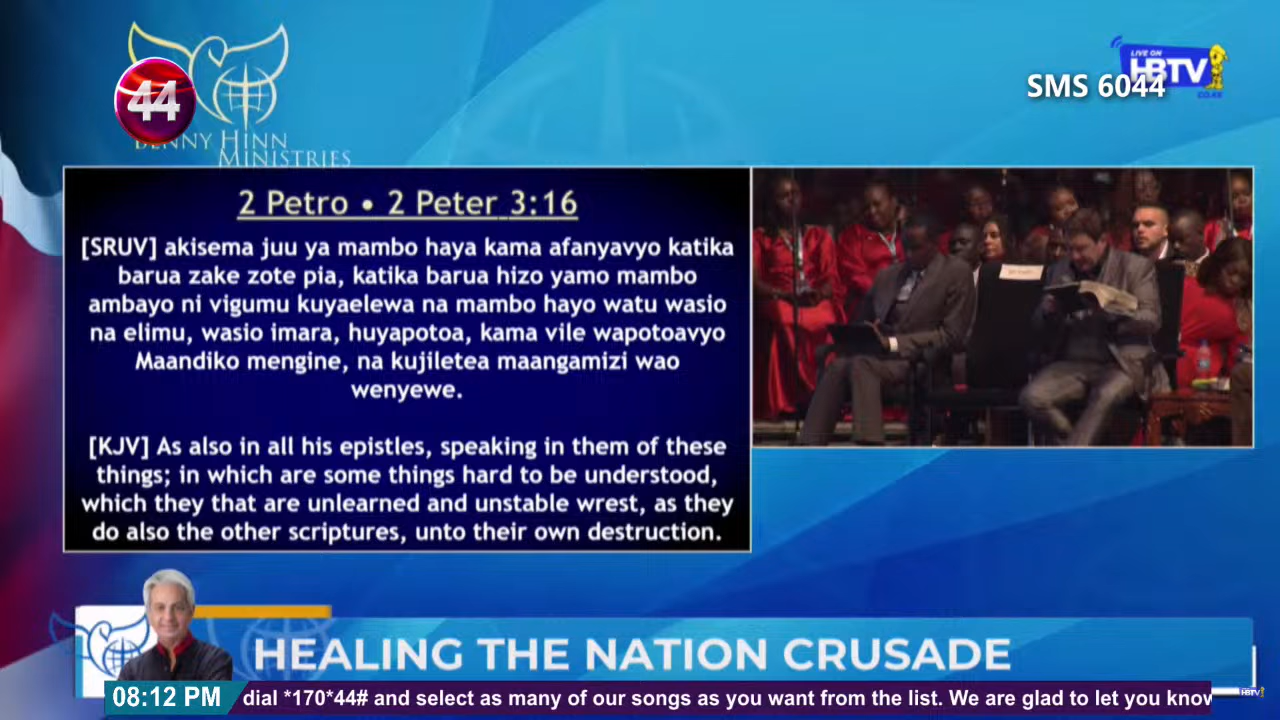 44
BENNY HINN
MINISTRIES
LIVE ON
HBTV
CO.KE
SMS 6044
2 Petro • 2 Peter 3:16
[SRUV] akisema juu ya mambo haya kama afanyavyo katika
barua zake zote pia, katika barua hizo yamo mambo
ambayo ni vigumu kuyaelewa na mambo hayo watu wasio
na elimu, wasio imara, huyapotoa, kama vile wapotoavyo
Maandiko mengine, na kujiletea maangamizi wao
wenyewe.
[KJV] As also in all his epistles, speaking in them of these
things; in which are some things hard to be understood,
which they that are unlearned and unstable wrest, as they
do also the other scriptures, unto their own destruction.
HEALING THE NATION CRUSADE
08:12 PM
dial *170*44# and select as many of our songs as you want from the list. We are glad to let you know
HBTV